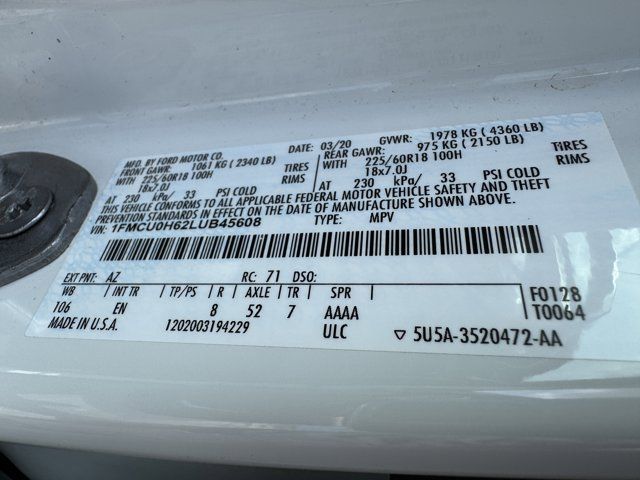 MFD. BY FORD MOTOR CO.
DATE: 03/20 GVWR: 1978 KG ( 4360 LB)
FRONT GAWR: 1061 KG ( 2340 LB) REAR GAWR: 975 KG ( 2150 LB)
WITH 225/60R18 100H TIRES WITH 225/60R18 100H TIRES
18x7.0J RIMS 18x7.0J RIMS
AT 230 kPa/ 33 PSI COLD AT 230 kPa/ 33 PSI COLD
THIS VEHICLE CONFORMS TO ALL APPLICABLE FEDERAL MOTOR VEHICLE SAFETY AND THEFT
PREVENTION STANDARDS IN EFFECT ON THE DATE OF MANUFACTURE SHOWN ABOVE.
VIN: 1FMCU0H62LUB45608 TYPE: MPV
EXT PNT: AZ RC: 71 DSO:
WB INT TR TP/PS R AXLE TR SPR F0128
106 EN 8 52 7 AAAA T0064
MADE IN U.S.A. 1202003194229 ULC ▽ 5U5A-3520472-AA